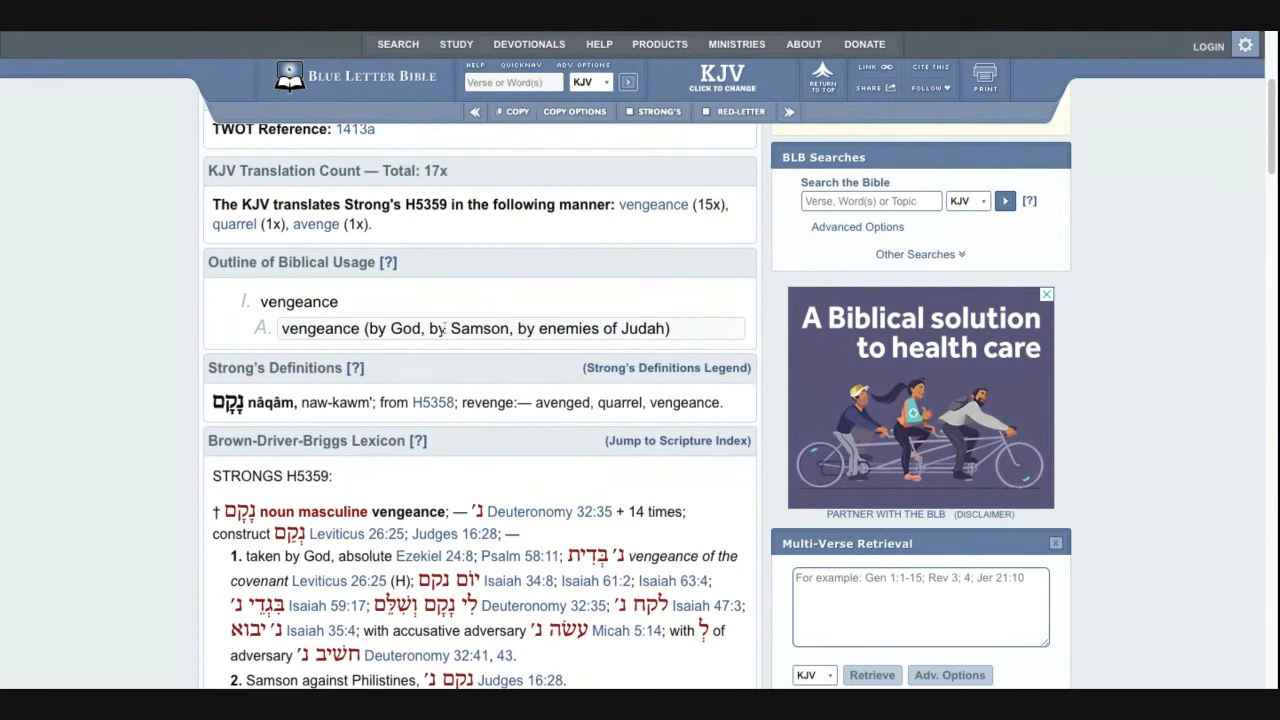 SEARCH STUDY DEVOTIONALS HELP PRODUCTS MINISTRIES ABOUT DONATE LOGIN
HELP QUICKNAV ADV. OPTIONS
BLUE LETTER BIBLE
Verse or Word(s) KJV
KJV
CLICK TO CHANGE
RETURN
TO TOP
LINK CITE THIS
SHARE FOLLOW
PRINT
COPY COPY OPTIONS STRONG'S RED-LETTER
TWOT Reference: 1413a
KJV Translation Count — Total: 17x
The KJV translates Strong's H5359 in the following manner: vengeance (15x),
quarrel (1x), avenge (1x).
Outline of Biblical Usage [?]
I. vengeance
A. vengeance (by God, by Samson, by enemies of Judah)
Strong's Definitions [?] (Strong's Definitions Legend)
נָקָם nâqâm, naw-kawm'; from H5358; revenge:— avenged, quarrel, vengeance.
Brown-Driver-Briggs Lexicon [?] (Jump to Scripture Index)
STRONGS H5359:
† נָקָם noun masculine vengeance; — נ׳ Deuteronomy 32:35 + 14 times;
construct נְקַם Leviticus 26:25; Judges 16:28; —
1. taken by God, absolute Ezekiel 24:8; Psalm 58:11; נ׳ בְּדִית vengeance of the
covenant Leviticus 26:25 (H); יוֹם נקם Isaiah 34:8; Isaiah 61:2; Isaiah 63:4;
בִּגְדֵי נ׳ Isaiah 59:17; לִי נָקָם וְשִׁלֵּם Deuteronomy 32:35; לקח נ׳ Isaiah 47:3;
נ׳ יבוא Isaiah 35:4; with accusative adversary עשׂה נ׳ Micah 5:14; with לְ of
adversary חשׁיב נ׳ Deuteronomy 32:41, 43.
2. Samson against Philistines, נקם נ׳ Judges 16:28.
BLB Searches
Search the Bible
Verse, Word(s) or Topic KJV [?]
Advanced Options
Other Searches
A Biblical solution
to health care
PARTNER WITH THE BLB (DISCLAIMER)
Multi-Verse Retrieval x
For example: Gen 1:1-15; Rev 3; 4; Jer 21:10
KJV Retrieve Adv. Options